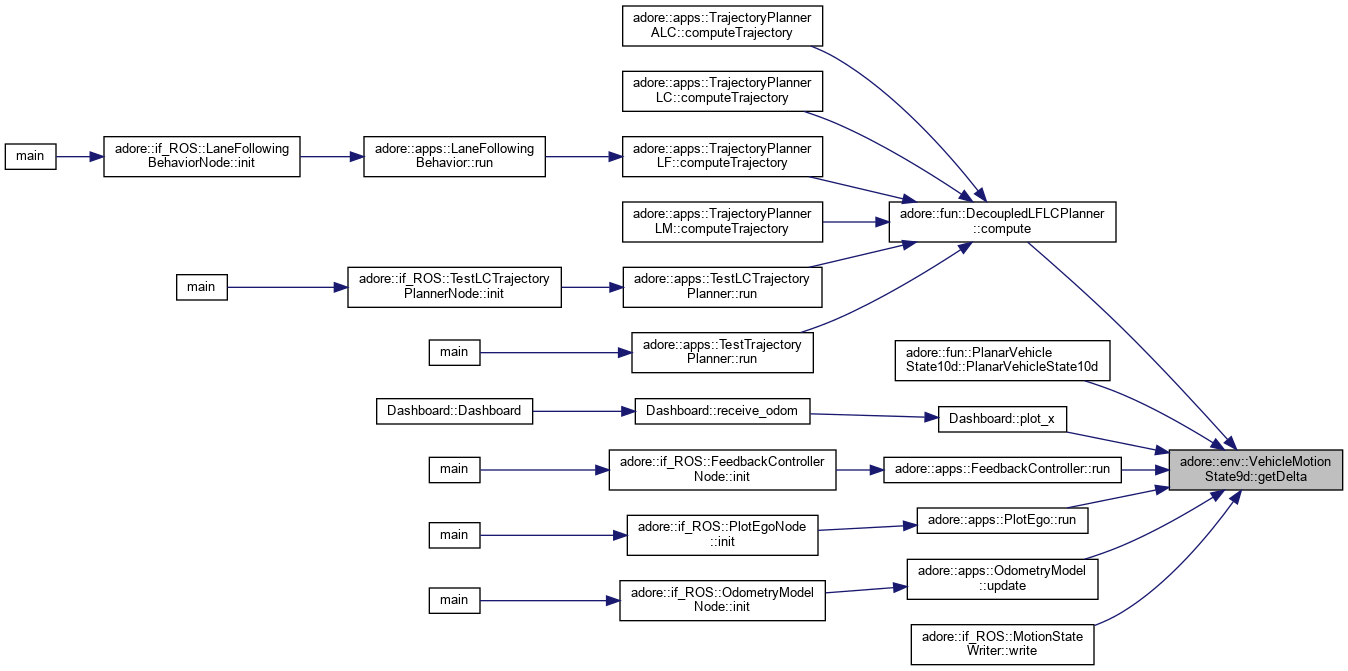 adore::apps::TrajectoryPlanner
ALC::computeTrajectory
adore::apps::TrajectoryPlanner
LC::computeTrajectory
main
adore::if_ROS::LaneFollowing
BehaviorNode::init
adore::apps::LaneFollowing
Behavior::run
adore::apps::TrajectoryPlanner
LF::computeTrajectory
adore::apps::TrajectoryPlanner
LM::computeTrajectory
adore::fun::DecoupledLFLCPlanner
::compute
main
adore::if_ROS::TestLCTrajectory
PlannerNode::init
adore::apps::TestLCTrajectory
Planner::run
main
adore::apps::TestTrajectory
Planner::run
adore::fun::PlanarVehicle
State10d::PlanarVehicleState10d
Dashboard::Dashboard
Dashboard::receive_odom
Dashboard::plot_x
main
adore::if_ROS::FeedbackController
Node::init
adore::apps::FeedbackController::run
adore::env::VehicleMotion
State9d::getDelta
main
adore::if_ROS::PlotEgoNode
::init
adore::apps::PlotEgo::run
main
adore::if_ROS::OdometryModel
Node::init
adore::apps::OdometryModel
::update
adore::if_ROS::MotionState
Writer::write